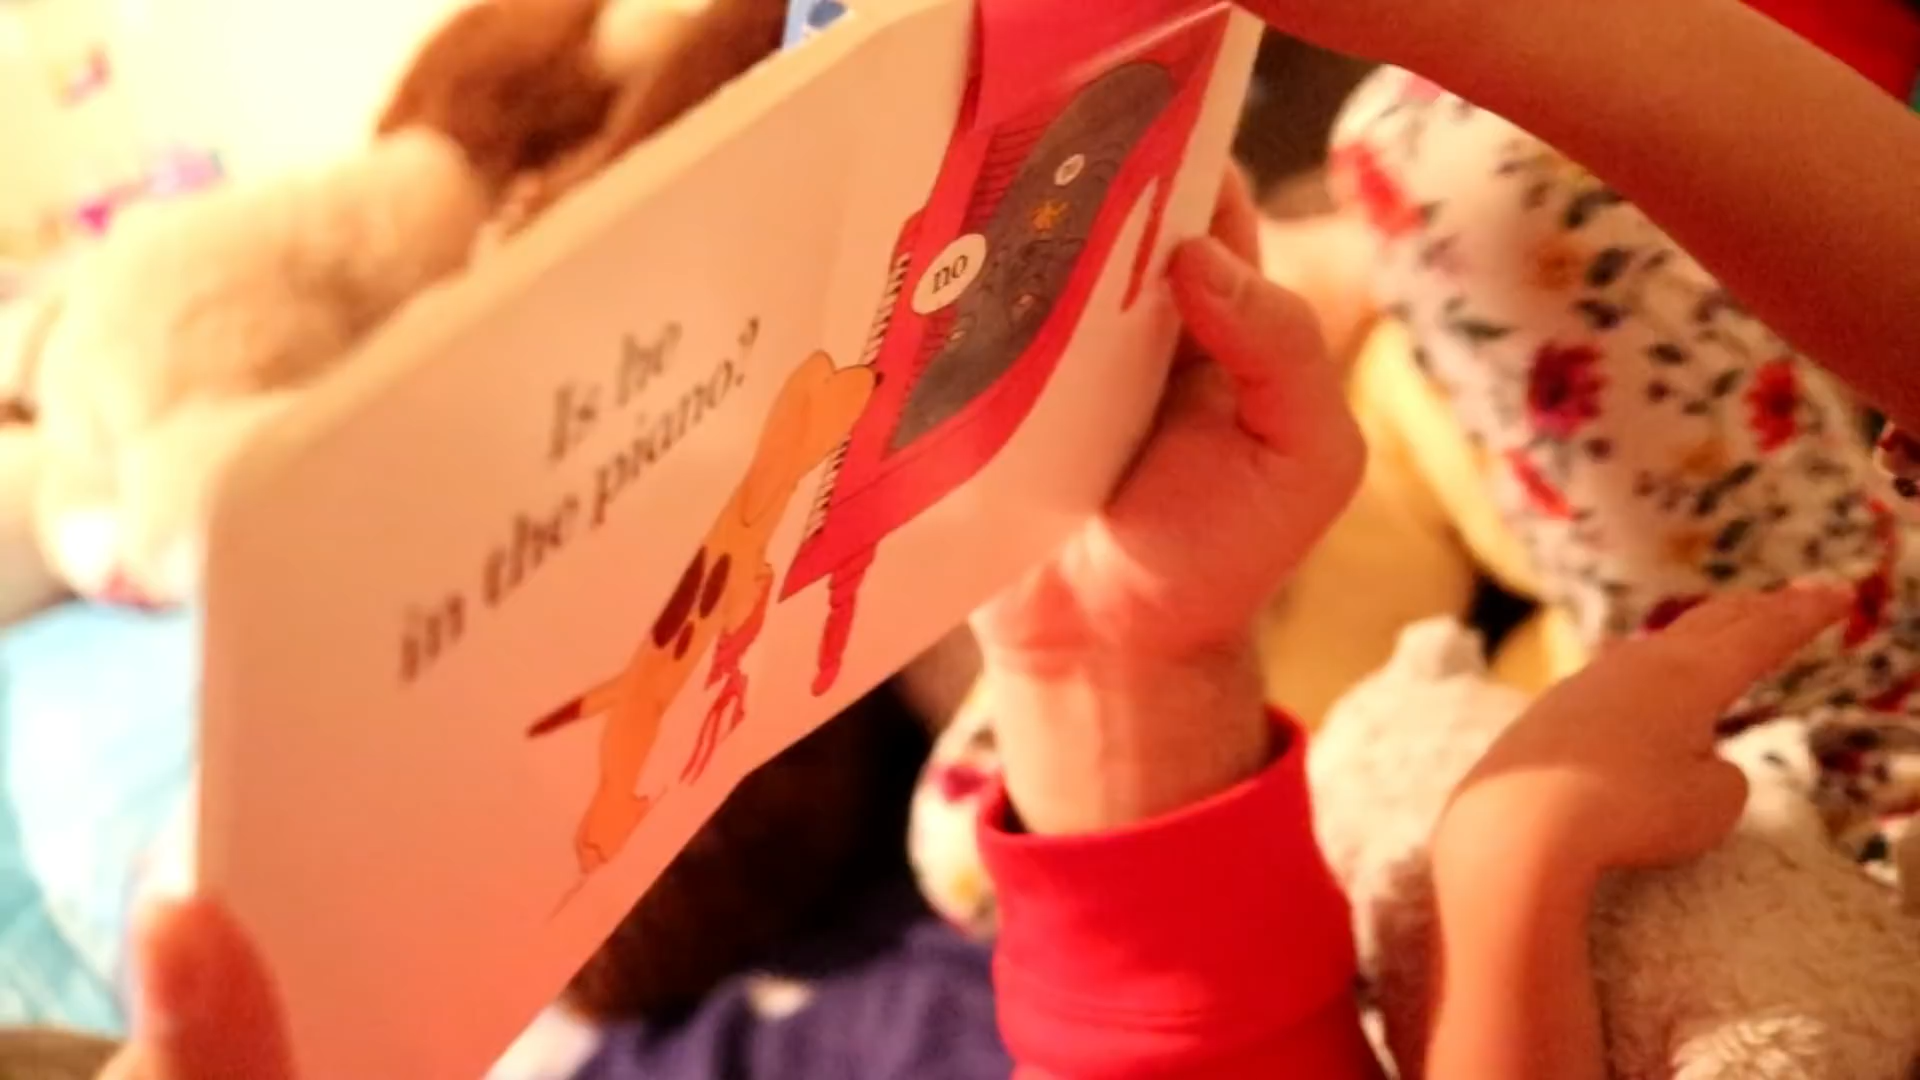 Is he
in the piano?
no